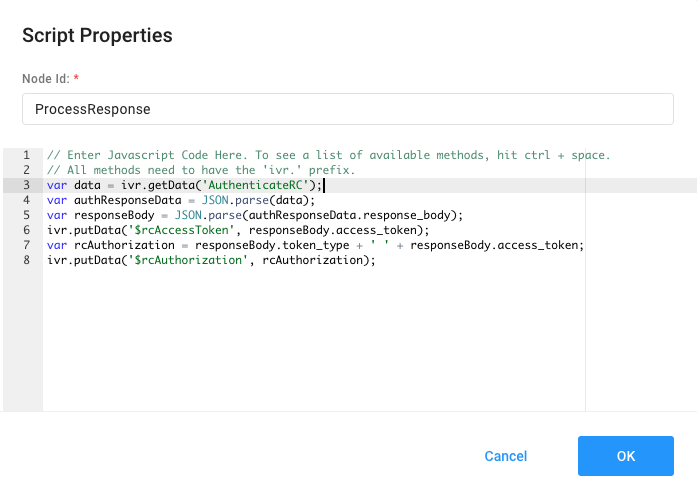 Script Properties
Node Id: *
ProcessResponse
1 // Enter Javascript Code Here. To see a list of available methods, hit ctrl + space.
2 // All methods need to have the 'ivr.' prefix.
3 var data = ivr.getData('AuthenticateRC');
4 var authResponseData = JSON.parse(data);
5 var responseBody = JSON.parse(authResponseData.response_body);
6 ivr.putData('$rcAccessToken', responseBody.access_token);
7 var rcAuthorization = responseBody.token_type + ' ' + responseBody.access_token;
8 ivr.putData('$rcAuthorization', rcAuthorization);
Cancel OK